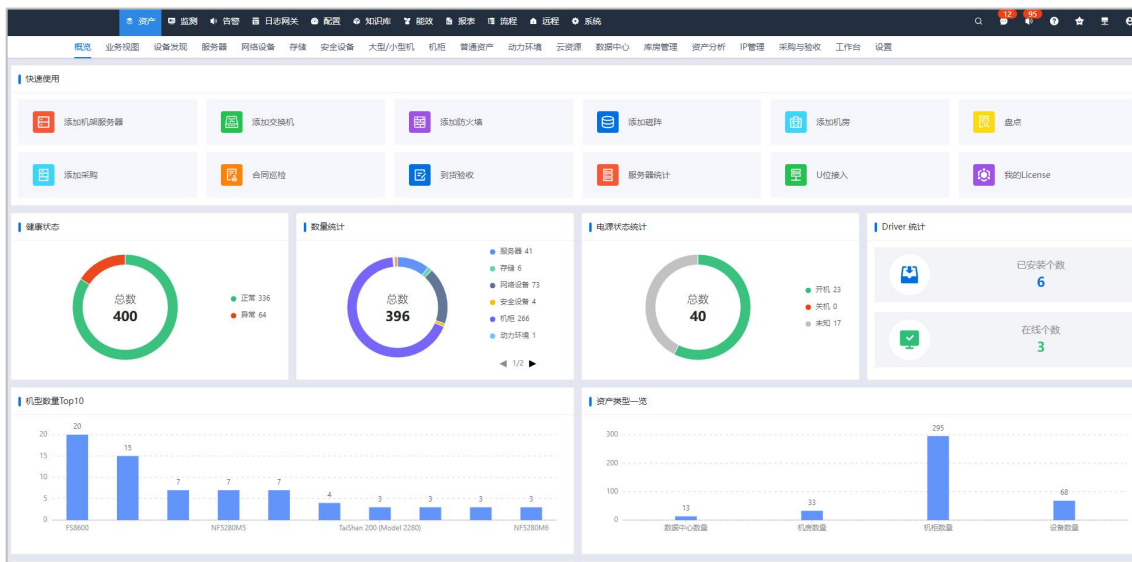 资产 监测 告警 日志网关 配置 知识库 能效 报表 流程 远程 系统 12 95
概览 业务视图 设备发现 服务器 网络设备 存储 安全设备 大型/小型机 机柜 普通资产 动力环境 云资源 数据中心 库房管理 资产分析 IP管理 采购与验收 工作台 设置
快速使用
添加机架服务器 添加交换机 添加防火墙 添加磁阵 添加机房 盘点
添加采购 合同巡检 到货验收 服务器统计 U位接入 我的License
健康状态
总数
400
正常 336
异常 64
数量统计
总数
396
服务器 41
存储 6
网络设备 73
安全设备 4
机柜 266
动力环境 1
1/2
电源状态统计
总数
40
开机 23
关机 0
未知 17
Driver 统计
已安装个数
6
在线个数
3
机型数量Top10
20
15
10
5
0
20 15 7 7 7 4 3 3 3 3
FS8600 NF5280M5 TaiShan 200 (Model 2280) NF5280M6
资产类型一览
300
200
100
0
13 33 295 68
数据中心数量 机房数量 机柜数量 设备数量